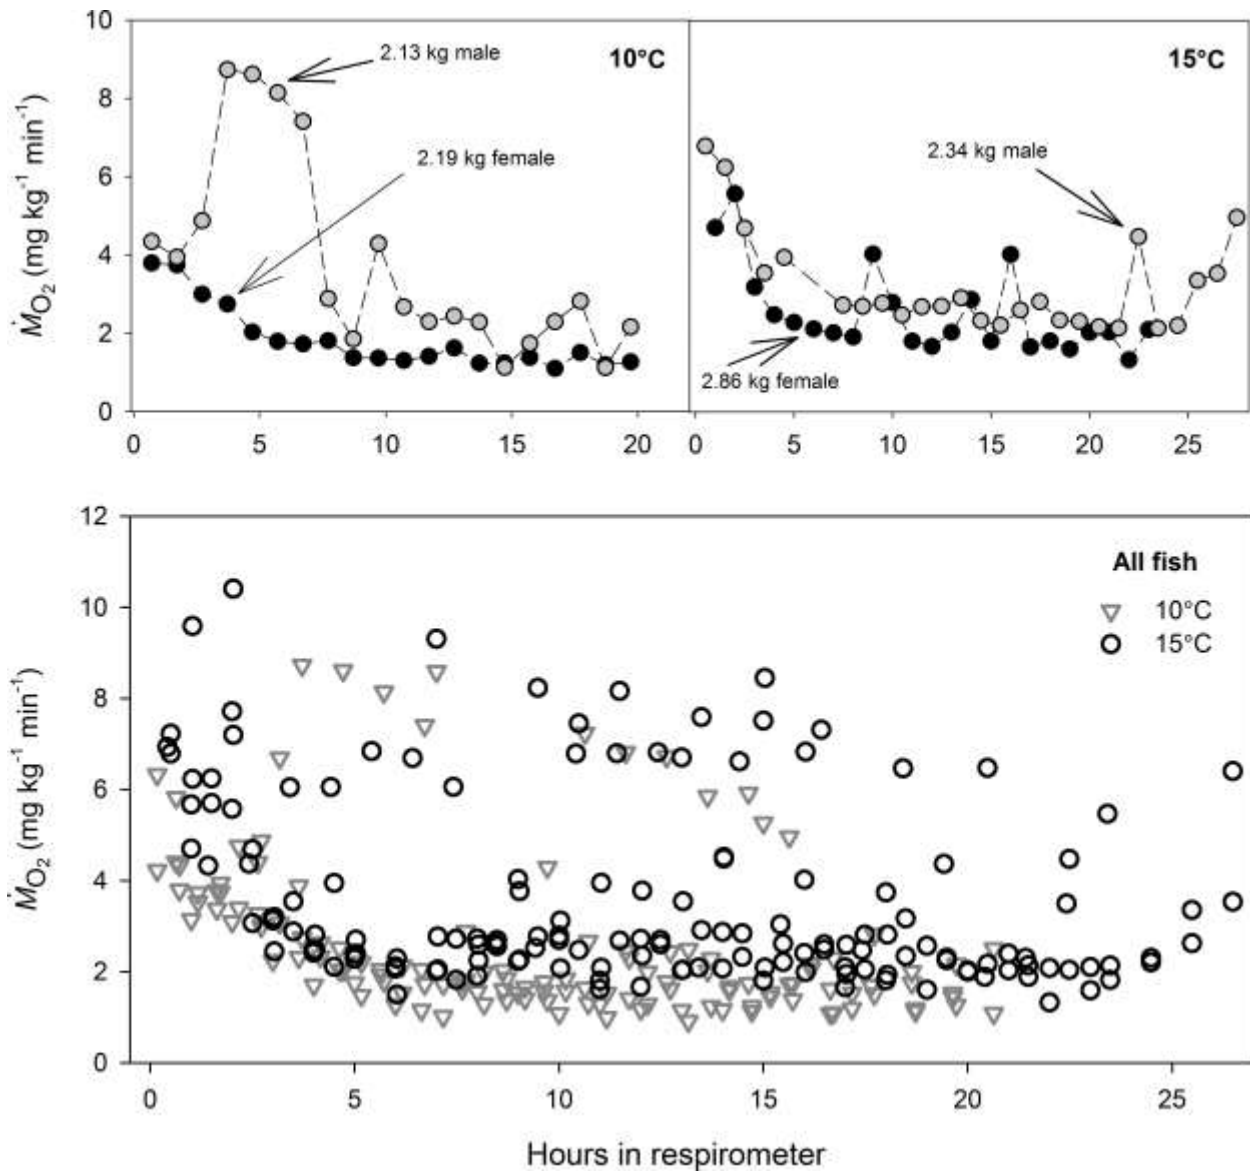 10
8
6
4
2
0
ṀO₂ (mg kg⁻¹ min⁻¹)
2.13 kg male
10°C
2.19 kg female
0 5 10 15 20
15°C
2.34 kg male
2.86 kg female
0 5 10 15 20 25
12
10
8
6
4
2
0
ṀO₂ (mg kg⁻¹ min⁻¹)
All fish
10°C
15°C
0 5 10 15 20 25
Hours in respirometer